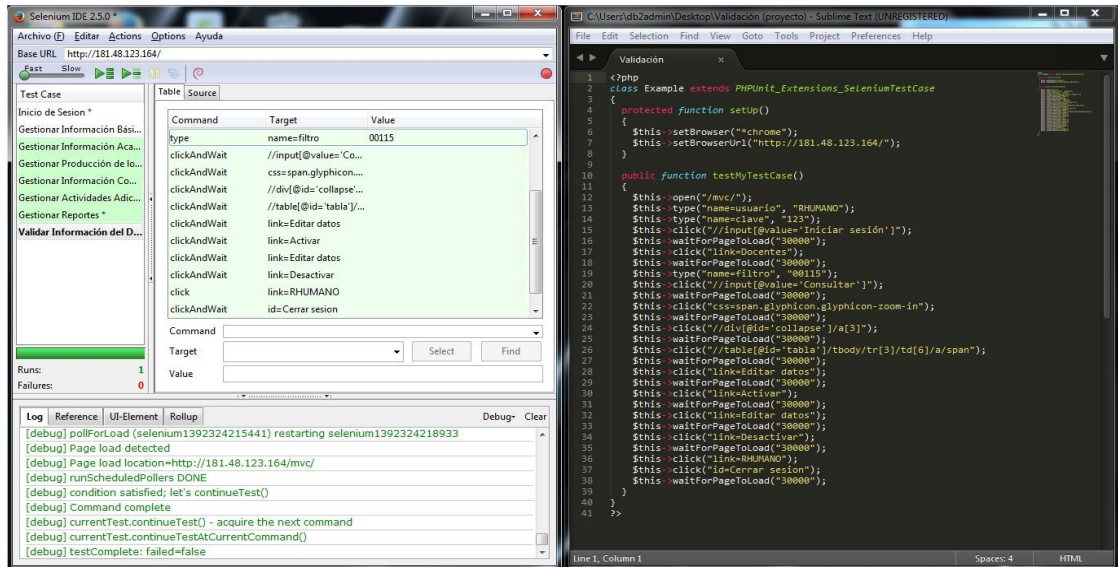 Selenium IDE 2.5.0 *
Archivo (F) Editar Actions Options Ayuda
Base URL http://181.48.123.164/
Fast Slow
Test Case
Inicio de Sesion *
Gestionar Información Bási...
Gestionar Información Aca...
Gestionar Producción de lo...
Gestionar Información Co...
Gestionar Actividades Adic...
Gestionar Reportes *
Validar Información del D...
Runs: 1
Failures: 0
Table Source
Command Target Value
type name=filtro 00115
clickAndWait //input[@value='Co...
clickAndWait css=span.glyphicon....
clickAndWait //div[@id='collapse'...
clickAndWait //table[@id='tabla']/...
clickAndWait link=Editar datos
clickAndWait link=Activar
clickAndWait link=Editar datos
clickAndWait link=Desactivar
click link=RHUMANO
clickAndWait id=Cerrar sesion
Command
Target Select Find
Value
Log Reference UI-Element Rollup Debug- Clear
[debug] pollForLoad (selenium1392324215441) restarting selenium1392324218933
[debug] Page load detected
[debug] Page load location=http://181.48.123.164/mvc/
[debug] runScheduledPollers DONE
[debug] condition satisfied; let's continueTest()
[debug] Command complete
[debug] currentTest.continueTest() - acquire the next command
[debug] currentTest.continueTestAtCurrentCommand()
[debug] testComplete: failed=false
C:\Users\db2admin\Desktop\Validación (proyecto) - Sublime Text (UNREGISTERED)
File Edit Selection Find View Goto Tools Project Preferences Help
Validación ×
1 <?php
2 class Example extends PHPUnit_Extensions_SeleniumTestCase
3 {
4 protected function setUp()
5 {
6 $this->setBrowser("*chrome");
7 $this->setBrowserUrl("http://181.48.123.164/");
8 }
9
10 public function testMyTestCase()
11 {
12 $this->open("/mvc/");
13 $this->type("name=usuario", "RHUMANO");
14 $this->type("name=clave", "123");
15 $this->click("//input[@value='Iniciar sesión']");
16 $this->waitForPageToLoad("30000");
17 $this->click("link=Docentes");
18 $this->waitForPageToLoad("30000");
19 $this->type("name=filtro", "00115");
20 $this->click("//input[@value='Consultar']");
21 $this->waitForPageToLoad("30000");
22 $this->click("css=span.glyphicon.glyphicon-zoom-in");
23 $this->waitForPageToLoad("30000");
24 $this->click("//div[@id='collapse']/a[3]");
25 $this->waitForPageToLoad("30000");
26 $this->click("//table[@id='tabla']/tbody/tr[3]/td[6]/a/span");
27 $this->waitForPageToLoad("30000");
28 $this->click("link=Editar datos");
29 $this->waitForPageToLoad("30000");
30 $this->click("link=Activar");
31 $this->waitForPageToLoad("30000");
32 $this->click("link=Editar datos");
33 $this->waitForPageToLoad("30000");
34 $this->click("link=Desactivar");
35 $this->waitForPageToLoad("30000");
36 $this->click("link=RHUMANO");
37 $this->click("id=Cerrar sesion");
38 $this->waitForPageToLoad("30000");
39 }
40 }
41 ?>
Line 1, Column 1 Spaces: 4 HTML